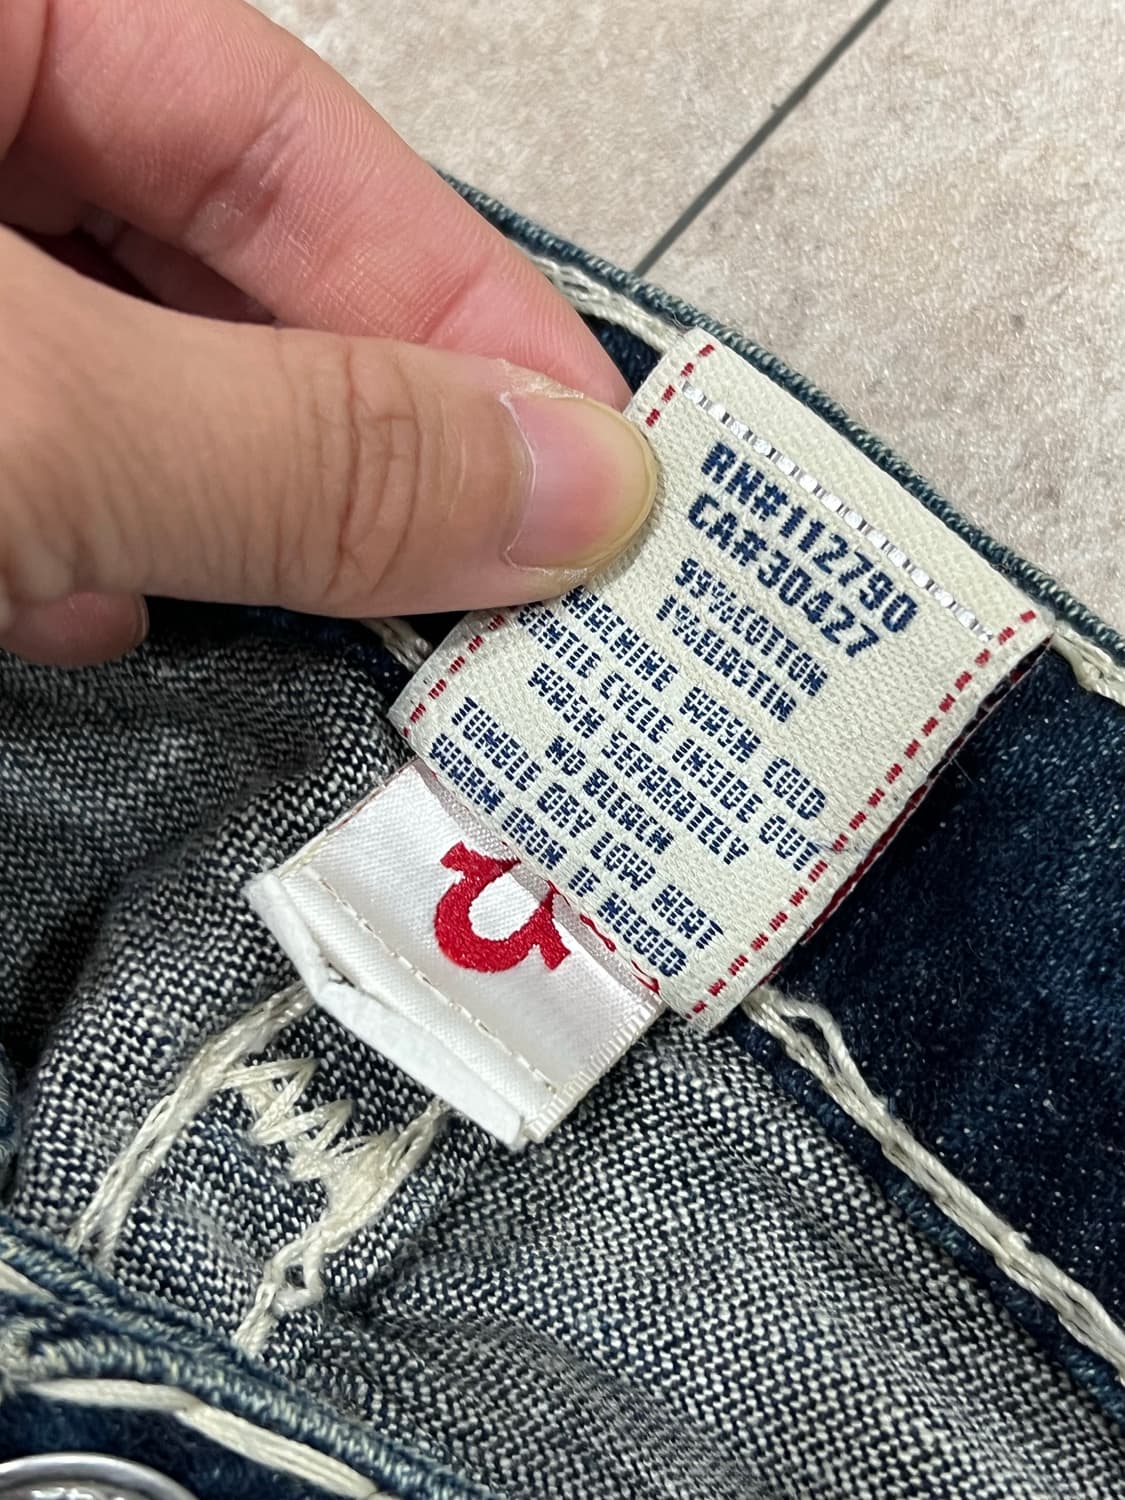 RN#112790
CA#30427
99%COTTON
1%ELASTIN
MACHINE WASH COLD
GENTLE CYCLE INSIDE OUT
WASH SEPARATELY
NO BLEACH
TUMBLE DRY LOW HEAT
WARM IRON IF NEEDD